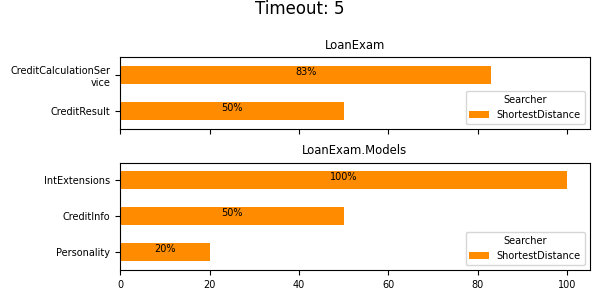 Timeout: 5
LoanExam
CreditCalculationSer
vice
83%
CreditResult
50%
Searcher
ShortestDistance
LoanExam.Models
IntExtensions
100%
CreditInfo
50%
Personality
20%
Searcher
ShortestDistance
0 20 40 60 80 100